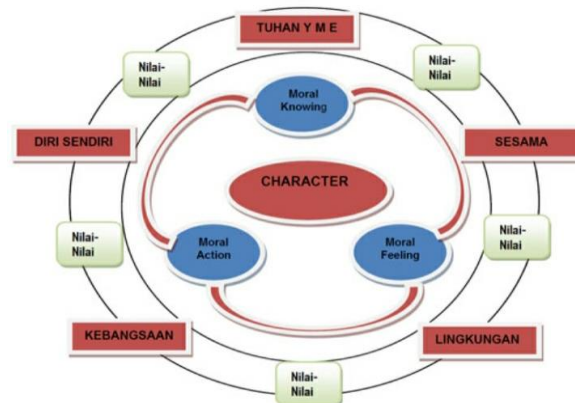 TUHAN Y M E
Nilai-
Nilai
Nilai-
Nilai
Moral
Knowing
DIRI SENDIRI
SESAMA
CHARACTER
Nilai-
Nilai
Moral
Action
Moral
Feeling
Nilai-
Nilai
KEBANGSAAN
LINGKUNGAN
Nilai-
Nilai